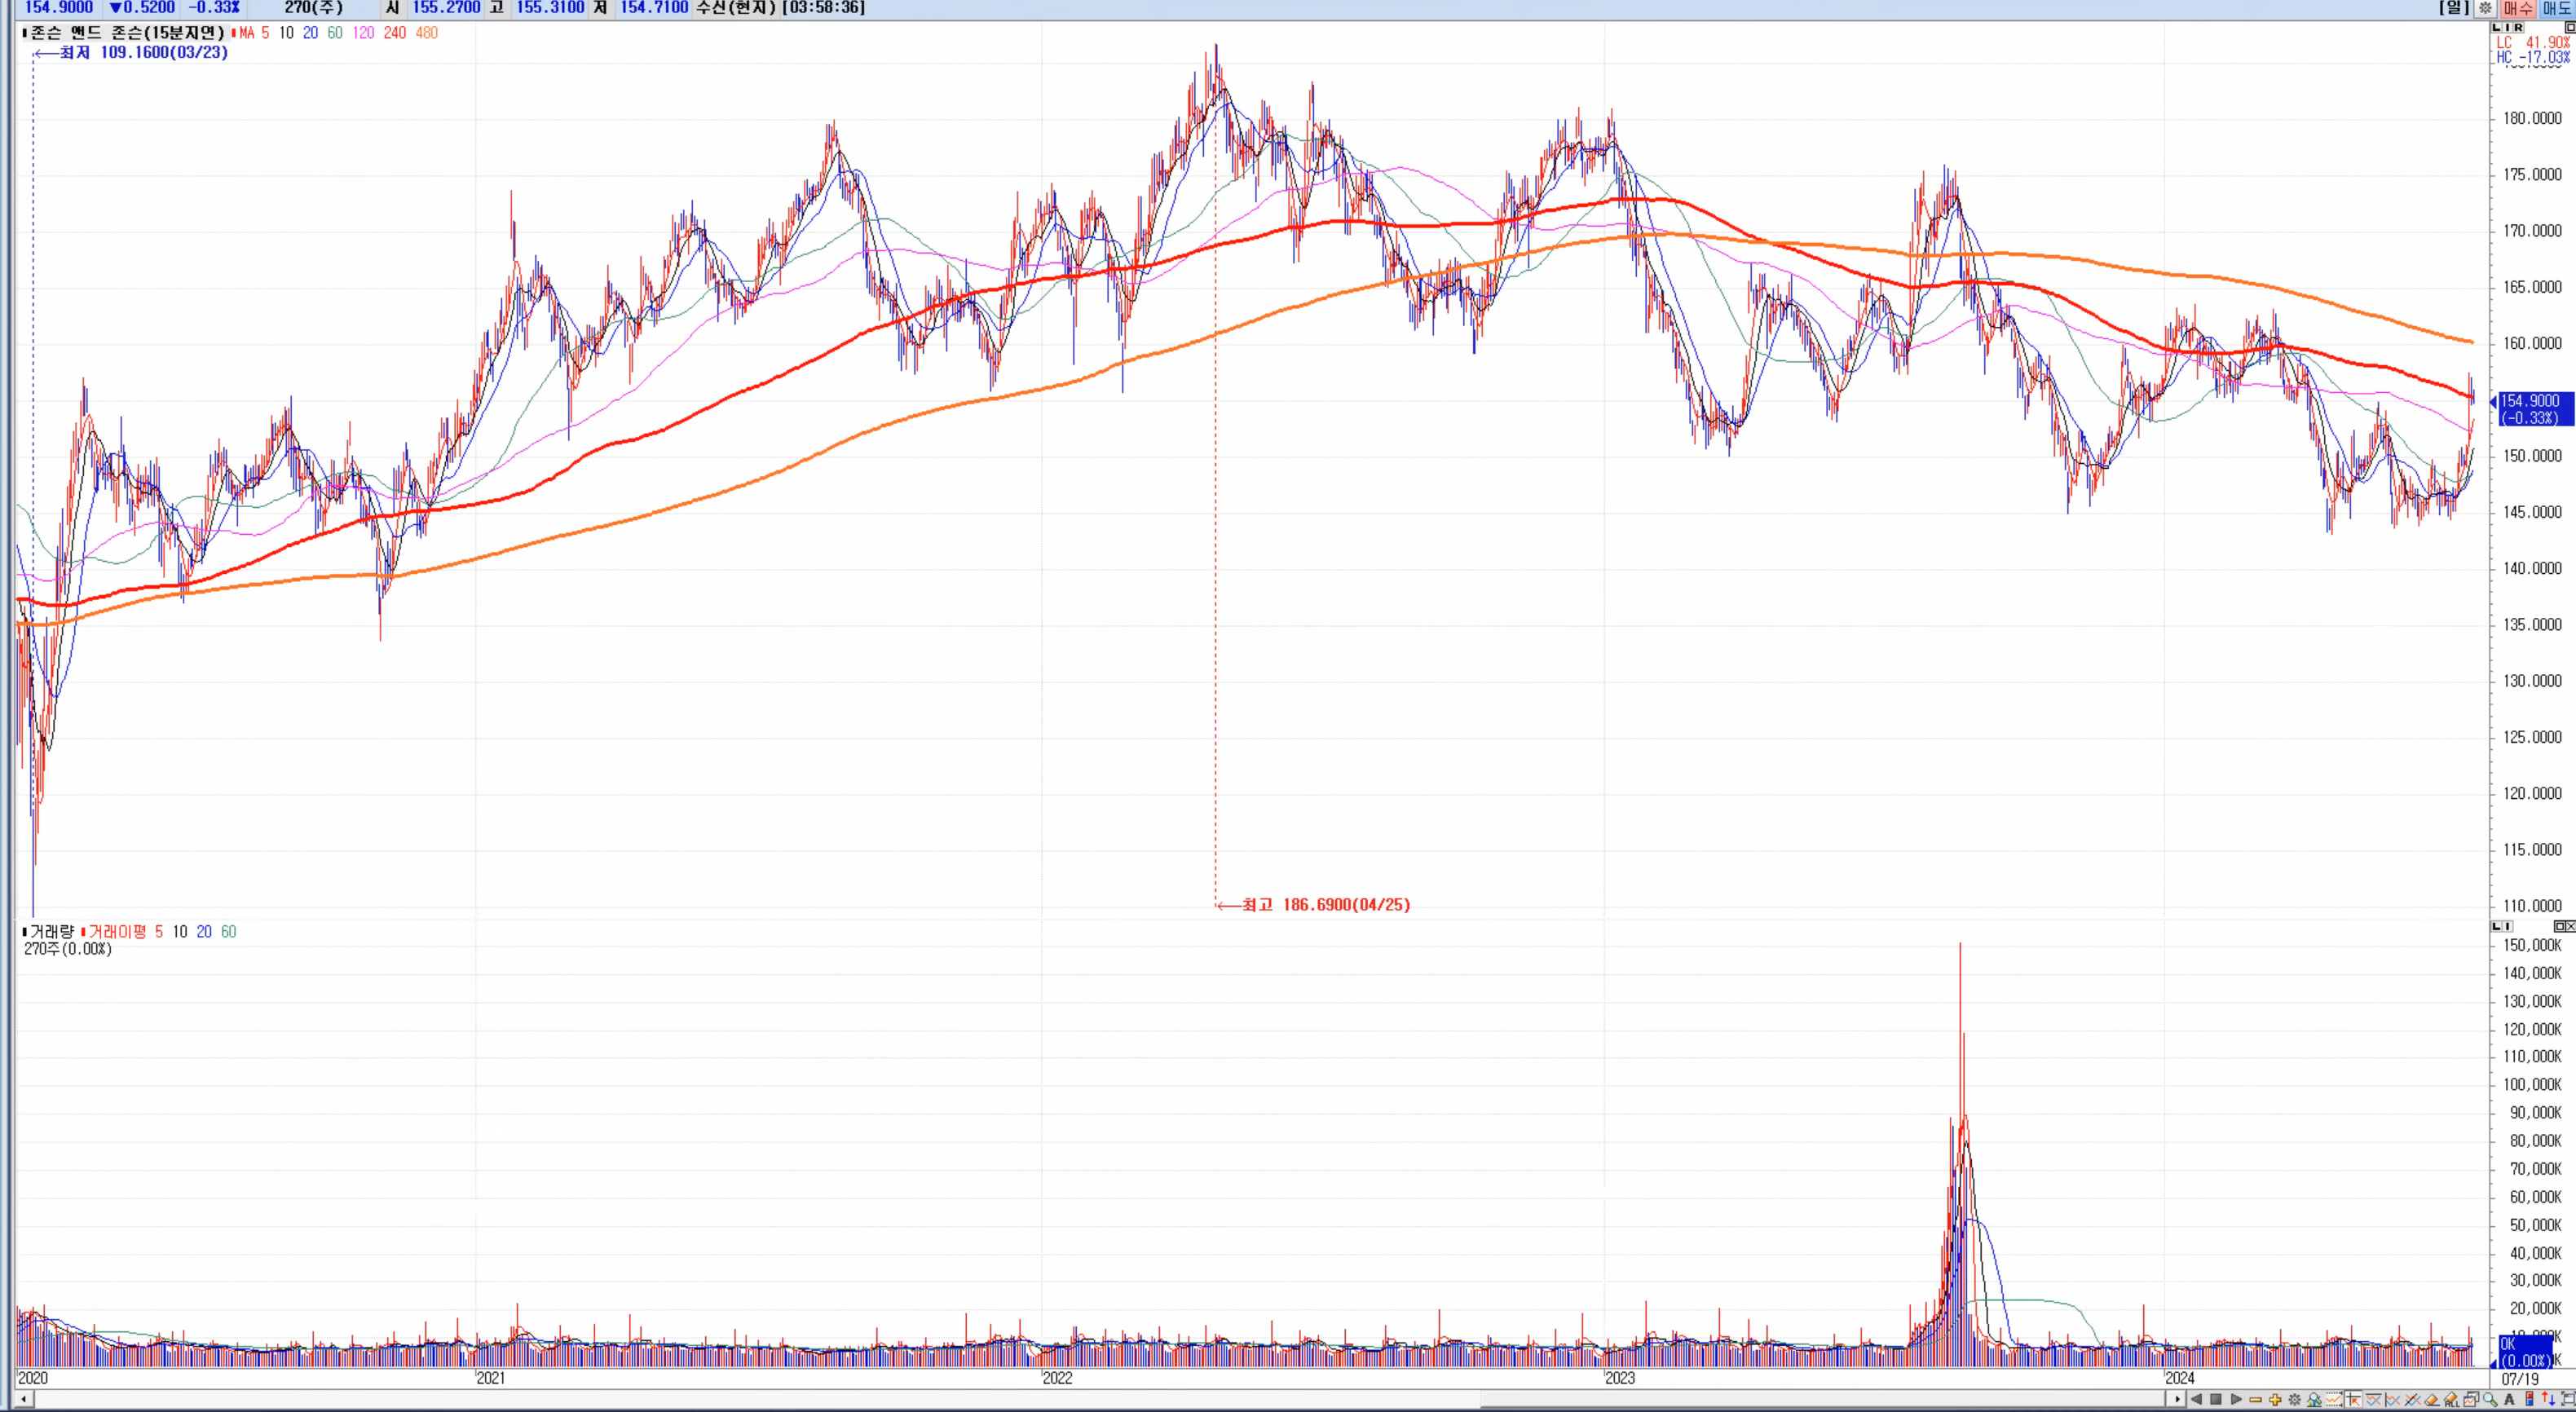 154.9000 ▼0.5200 -0.33% 270(주) 시 155.2700 고 155.3100 저 154.7100 수신(현지) [03:58:36] [일] 매수 매도
존슨 앤드 존슨(15분지연) MA 5 10 20 60 120 240 480 L I R
←최저 109.1600(03/23) LC 41.90%
HC -17.03%
180.0000
175.0000
170.0000
165.0000
160.0000
154.9000
(-0.33%)
150.0000
145.0000
140.0000
135.0000
130.0000
125.0000
120.0000
115.0000
←최고 186.6900(04/25) 110.0000
거래량 거래이평 5 10 20 60 L I
270주(0.00%) 150,000K
140,000K
130,000K
120,000K
110,000K
100,000K
90,000K
80,000K
70,000K
60,000K
50,000K
40,000K
30,000K
20,000K
0K
(0.00%)
2020 2021 2022 2023 2024 07/19
A